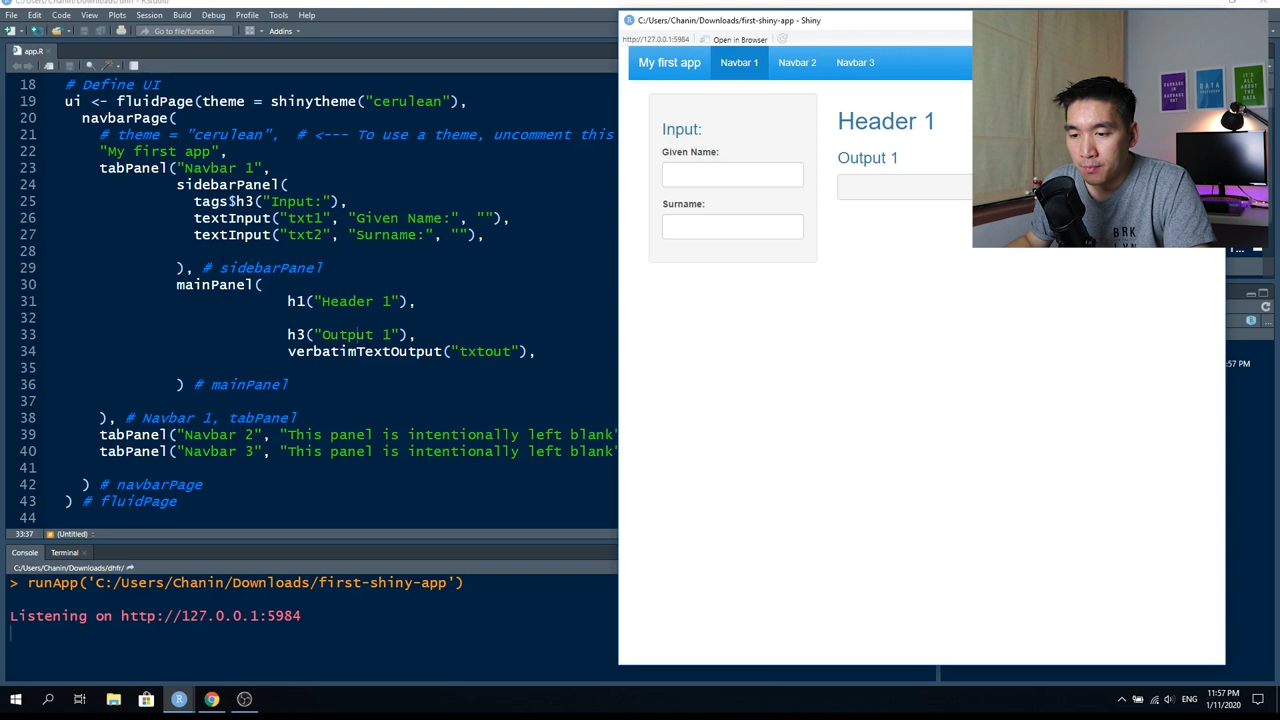 File Edit Code View Plots Session Build Debug Profile Tools Help
Go to file/function
Addins
app.R
18 # Define UI
19 ui <- fluidPage(theme = shinytheme("cerulean"),
20 navbarPage(
21 # theme = "cerulean", # <--- To use a theme, uncomment this
22 "My first app",
23 tabPanel("Navbar 1",
24 sidebarPanel(
25 tags$h3("Input:"),
26 textInput("txt1", "Given Name:", ""),
27 textInput("txt2", "Surname:", ""),
28
29 ), # sidebarPanel
30 mainPanel(
31 h1("Header 1"),
32
33 h3("Output 1"),
34 verbatimTextOutput("txtout"),
35
36 ) # mainPanel
37
38 ), # Navbar 1, tabPanel
39 tabPanel("Navbar 2", "This panel is intentionally left blank"
40 tabPanel("Navbar 3", "This panel is intentionally left blank"
41
42 ) # navbarPage
43 ) # fluidPage
44
33:37 (Untitled)
Console Terminal
C:/Users/Chanin/Downloads/dhfr/
> runApp('C:/Users/Chanin/Downloads/first-shiny-app')
Listening on http://127.0.0.1:5984
C:/Users/Chanin/Downloads/first-shiny-app - Shiny
http://127.0.0.1:5984 Open in Browser
My first app Navbar 1 Navbar 2 Navbar 3
Input:
Given Name:
Surname:
Header 1
Output 1
DATA
IT'S
ALL
DATA
BRK
LYN
:57 PM
ENG
11:57 PM
1/11/2020